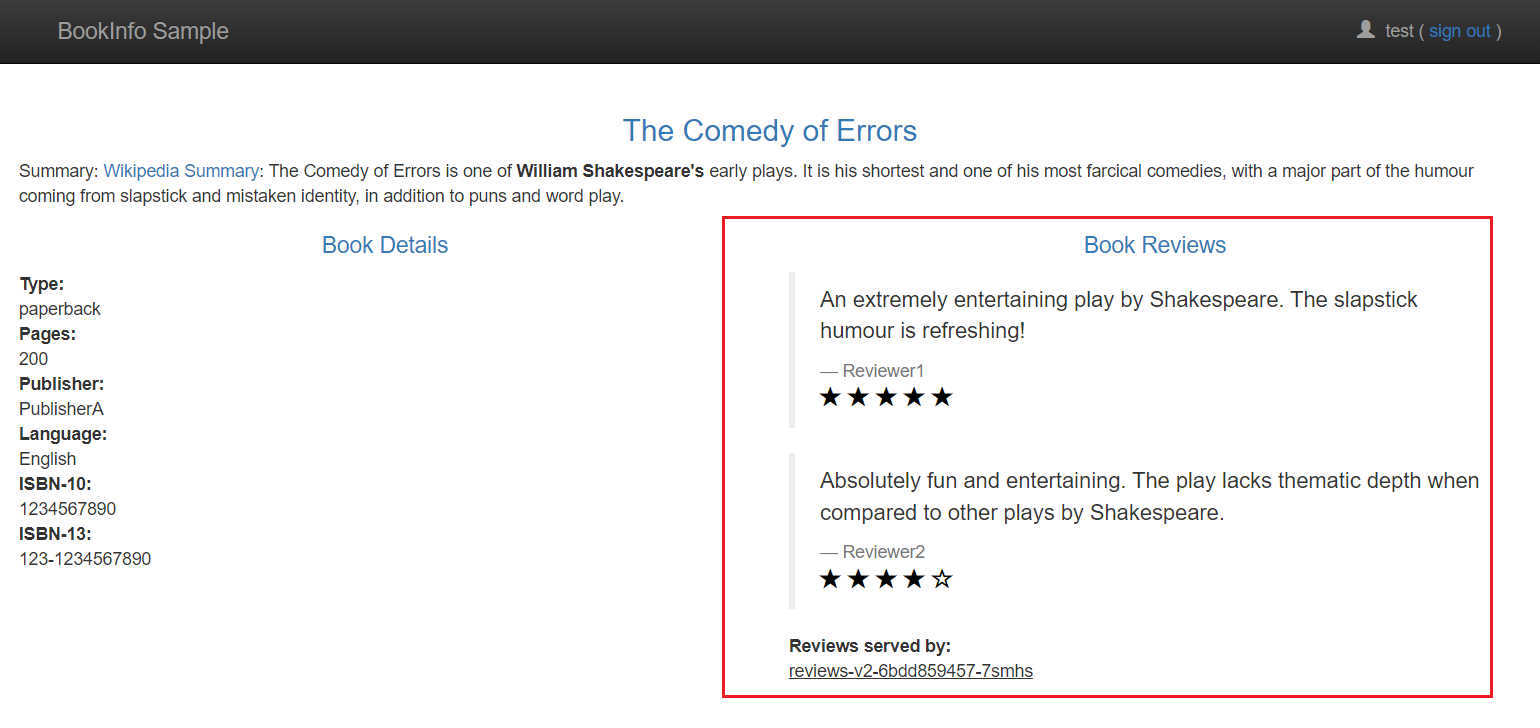 BookInfo Sample
test ( sign out )
The Comedy of Errors
Summary: Wikipedia Summary: The Comedy of Errors is one of William Shakespeare's early plays. It is his shortest and one of his most farcical comedies, with a major part of the humour
coming from slapstick and mistaken identity, in addition to puns and word play.
Book Details
Type:
paperback
Pages:
200
Publisher:
PublisherA
Language:
English
ISBN-10:
1234567890
ISBN-13:
123-1234567890
Book Reviews
An extremely entertaining play by Shakespeare. The slapstick
humour is refreshing!
— Reviewer1
★★★★★
Absolutely fun and entertaining. The play lacks thematic depth when
compared to other plays by Shakespeare.
— Reviewer2
★★★★☆
Reviews served by:
reviews-v2-6bdd859457-7smhs